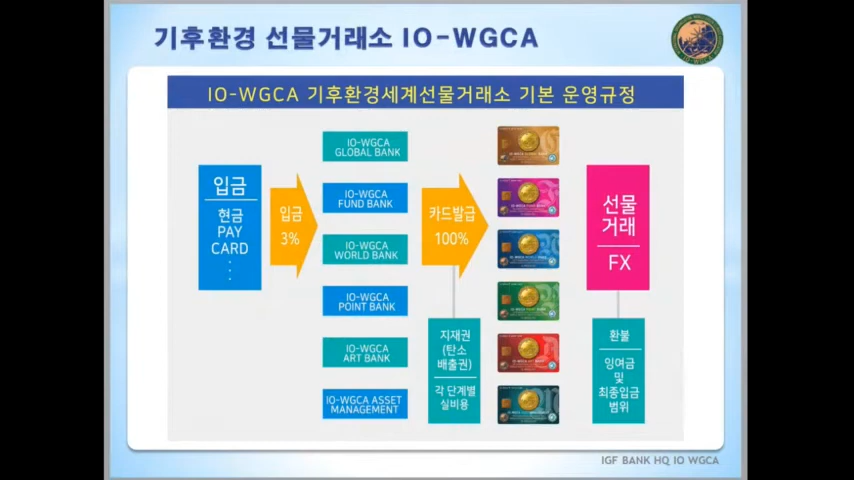 기후환경 선물거래소 IO-WGCA
IO-WGCA 기후환경세계선물거래소 기본 운영규정
입금
현금
PAY
CARD
입금
3%
IO-WGCA
GLOBAL BANK
IO-WGCA
FUND BANK
IO-WGCA
WORLD BANK
IO-WGCA
POINT BANK
IO-WGCA
ART BANK
IO-WGCA ASSET
MANAGEMENT
카드발급
100%
지재권
(탄소
배출권)
각 단계별
실비용
선물
거래
FX
환불
잉여금
및
최종입금
범위
IGF BANK HQ IO WGCA